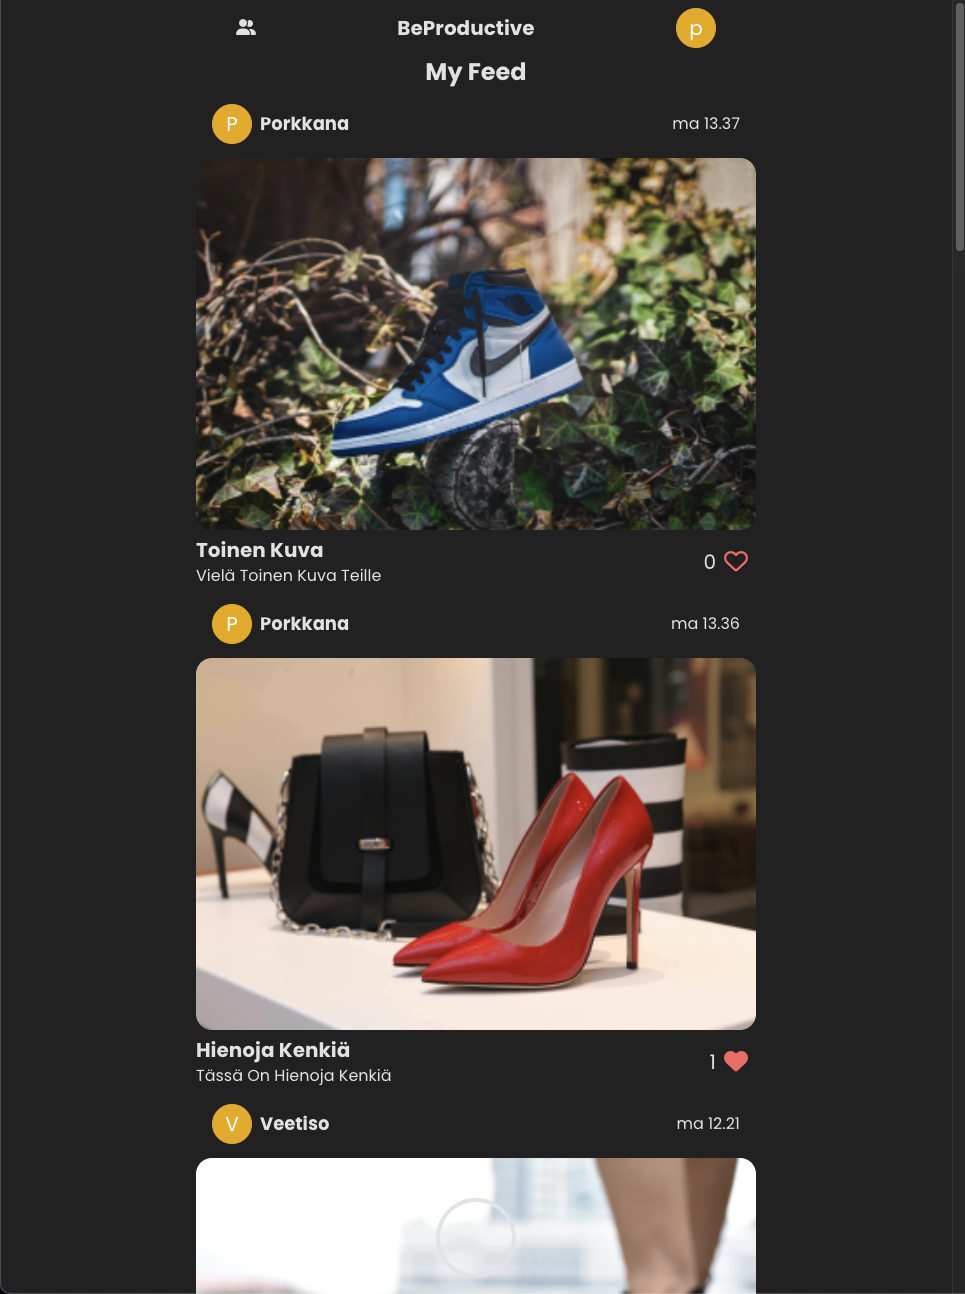 BeProductive
p
My Feed
P Porkkana ma 13.37
Toinen Kuva
Vielä Toinen Kuva Teille
0
P Porkkana ma 13.36
Hienoja Kenkiä
Tässä On Hienoja Kenkiä
1
V Veetiso ma 12.21